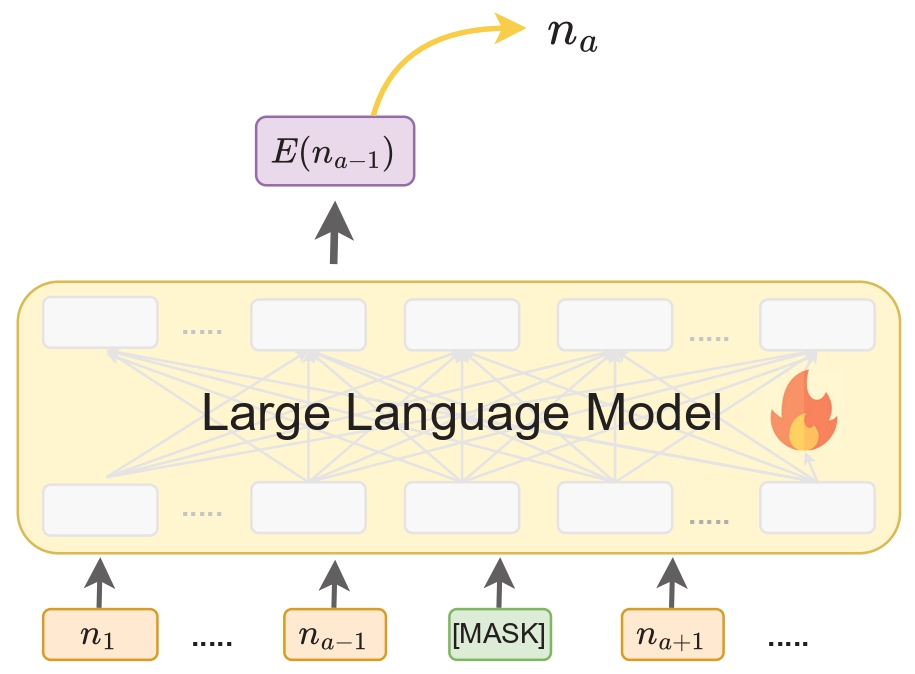 n_a
E(n_{a-1})
.....
.....
Large Language Model
.....
.....
n_1 ..... n_{a-1} [MASK] n_{a+1} .....